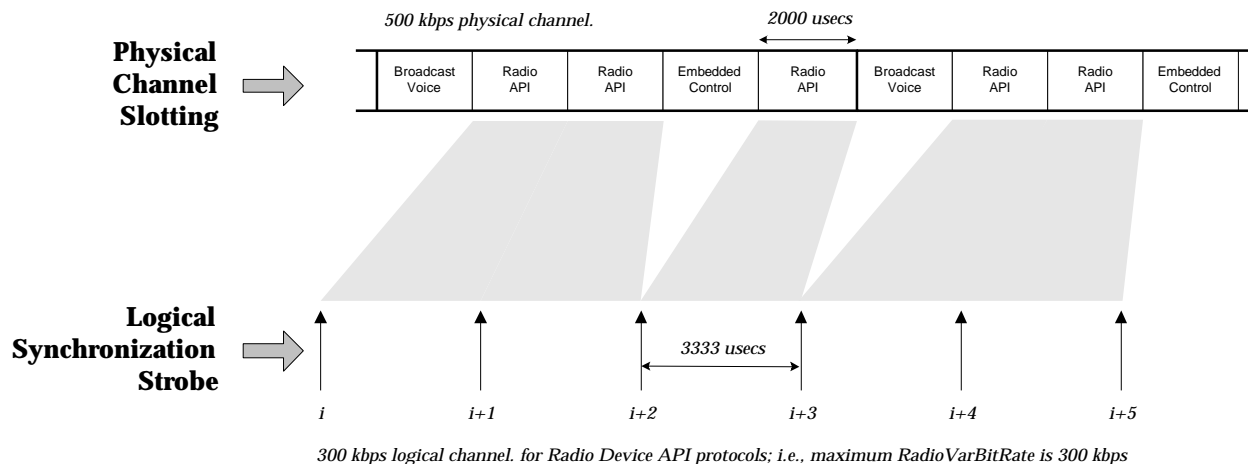 500 kbps physical channel.
2000 usecs
Physical
Channel
Slotting
Broadcast
Voice
Radio
API
Radio
API
Embedded
Control
Radio
API
Broadcast
Voice
Radio
API
Radio
API
Embedded
Control
Logical
Synchronization
Strobe
3333 usecs
i
i+1
i+2
i+3
i+4
i+5
300 kbps logical channel. for Radio Device API protocols; i.e., maximum RadioVarBitRate is 300 kbps